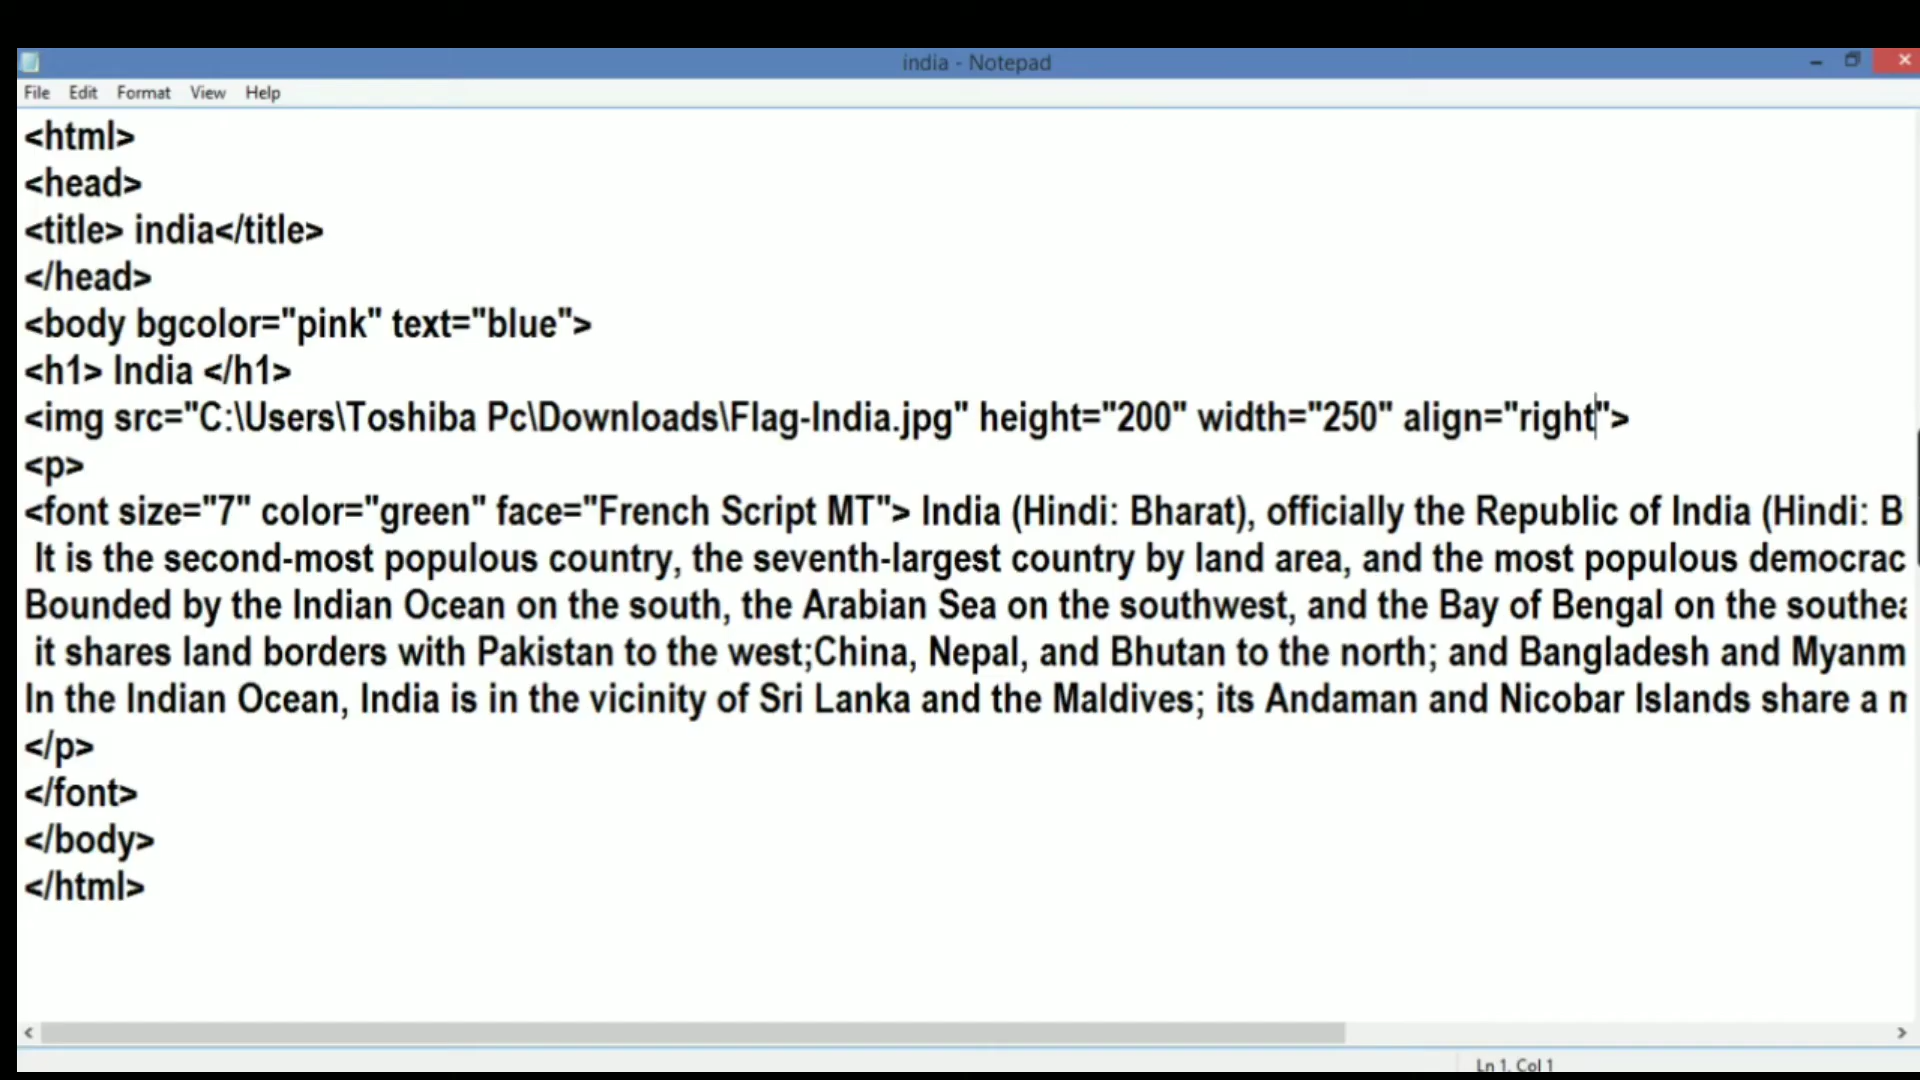 india - Notepad
File Edit Format View Help
<html>
<head>
<title> india</title>
</head>
<body bgcolor="pink" text="blue">
<h1> India </h1>
<img src="C:\Users\Toshiba Pc\Downloads\Flag-India.jpg" height="200" width="250" align="right">
<p>
<font size="7" color="green" face="French Script MT"> India (Hindi: Bharat), officially the Republic of India (Hindi: B
It is the second-most populous country, the seventh-largest country by land area, and the most populous democrac
Bounded by the Indian Ocean on the south, the Arabian Sea on the southwest, and the Bay of Bengal on the southea
it shares land borders with Pakistan to the west;China, Nepal, and Bhutan to the north; and Bangladesh and Myanm
In the Indian Ocean, India is in the vicinity of Sri Lanka and the Maldives; its Andaman and Nicobar Islands share a m
</p>
</font>
</body>
</html>
Ln 1, Col 1